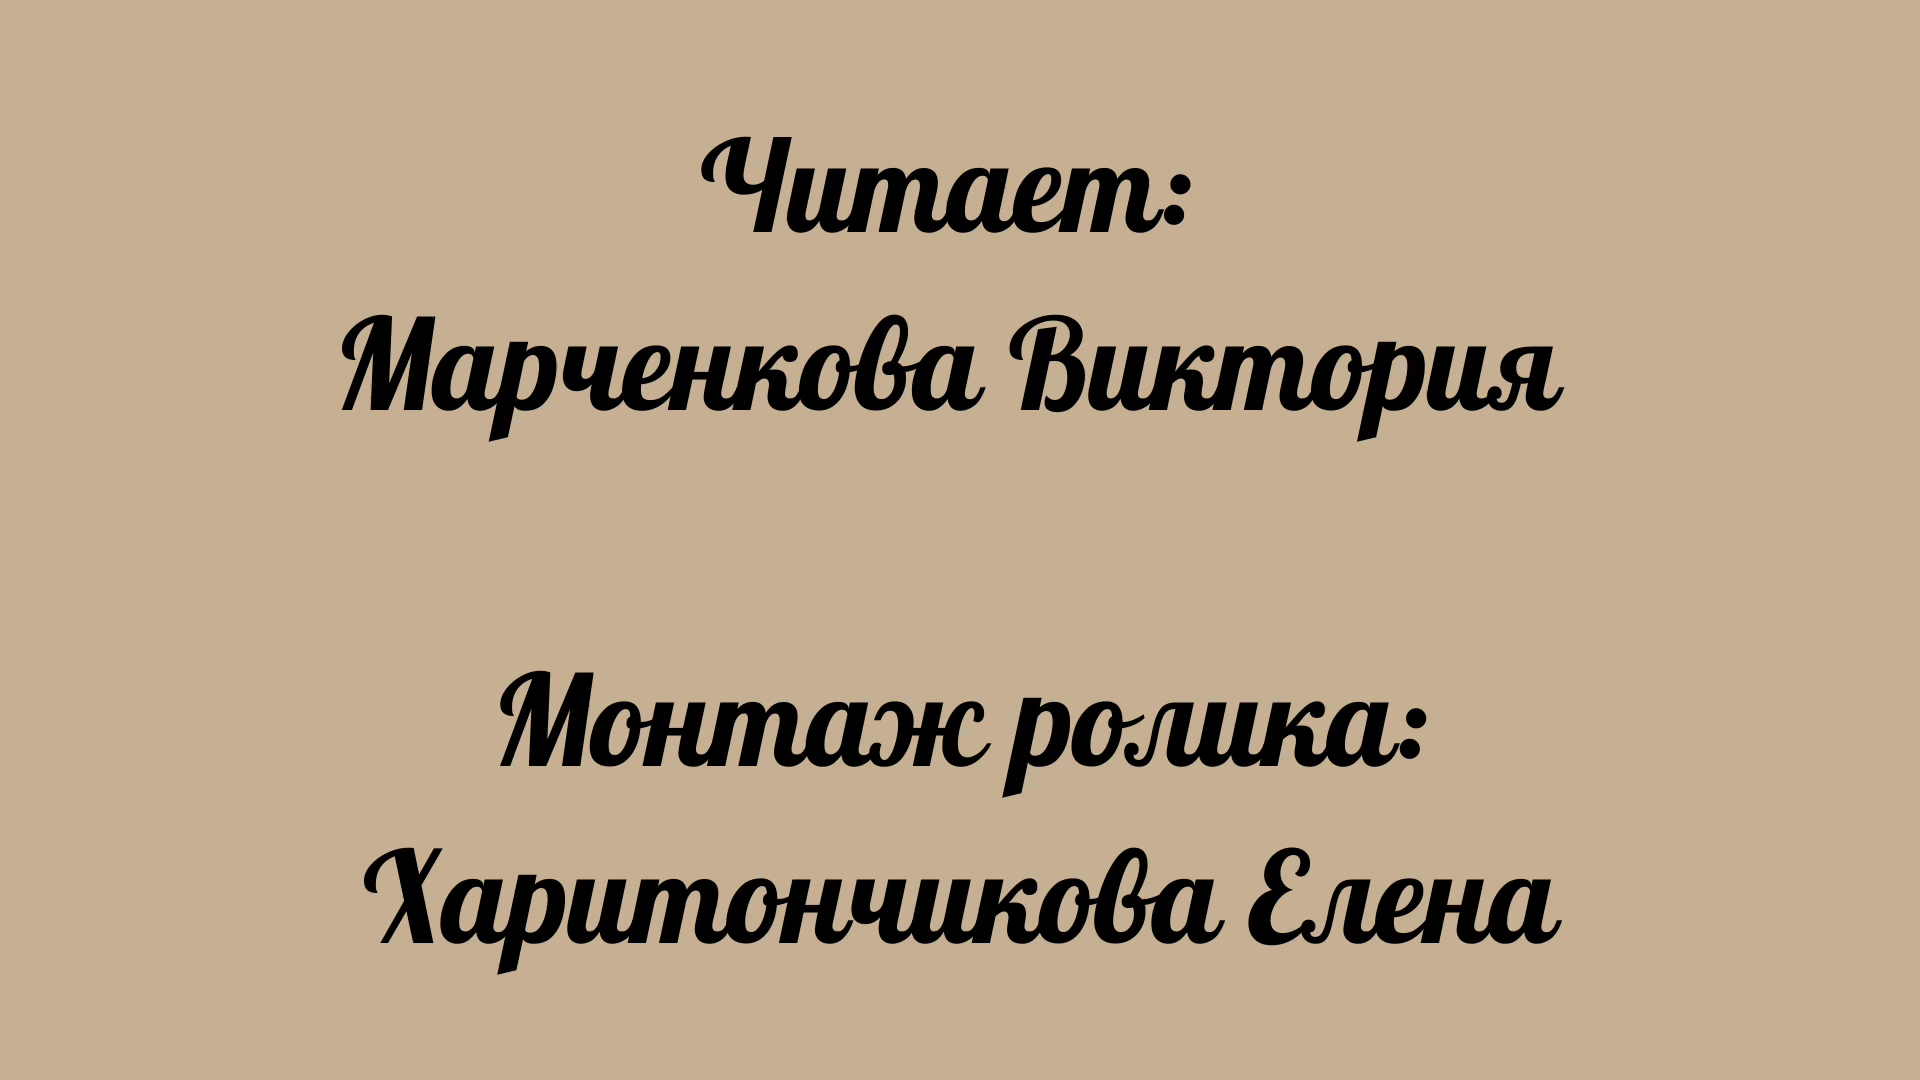 Читает:
Марченкова Виктория
Монтаж ролика:
Харитончикова Елена